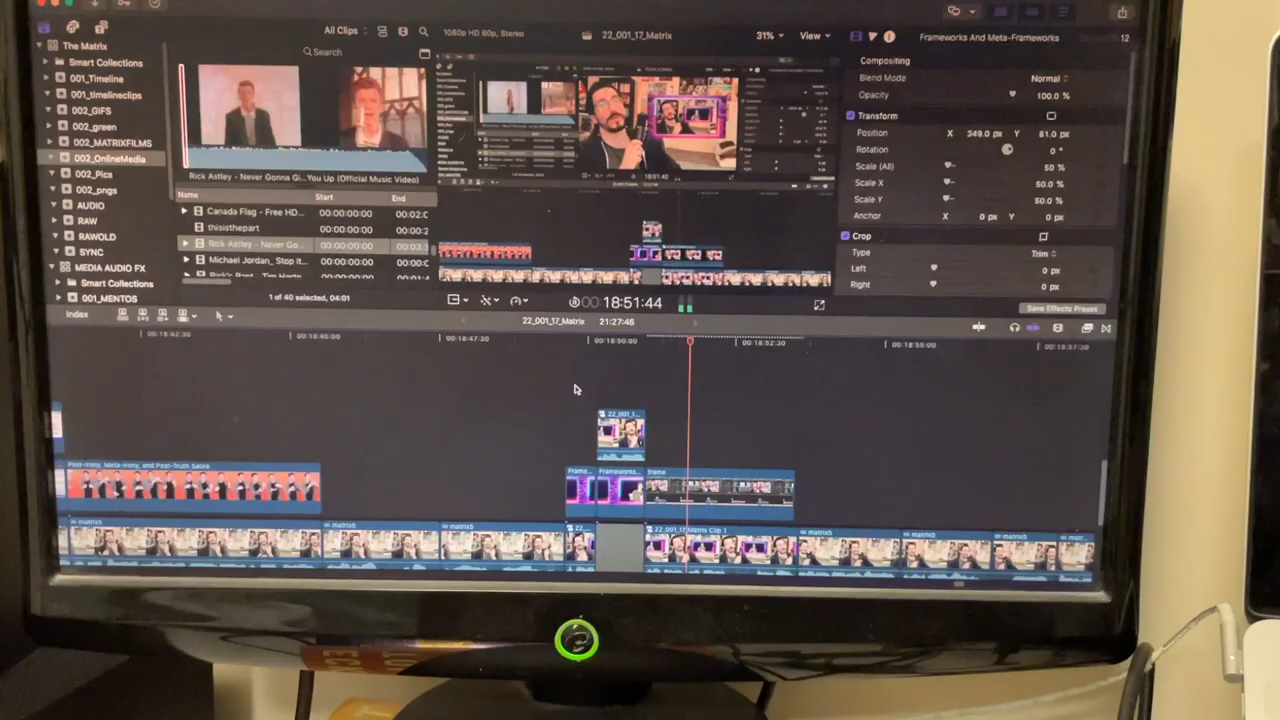 All Clips
1080p HD 60p, Stereo
22_001_17_Matrix
31%
View
Frameworks And Meta-Frameworks
12
The Matrix
Smart Collections
001_Timeline
001_timelineclips
002_GIFS
002_green
002_MATRIXFILMS
002_OnlineMedia
002_Pics
002_pngs
AUDIO
RAW
RAWOLD
SYNC
MEDIA AUDIO FX
Smart Collections
001_MENTOS
Search
Rick Astley - Never Gonna Gi...You Up (Official Music Video)
Name Start End
Canada Flag - Free HD... 00:00:00:00 00:02:0
thisisthepart 00:00:00:00 00:00:2
Rick Astley - Never Go... 00:00:00:00 00:03:3
Michael Jordan_ Stop it... 00:00:00:00 00:00:0
1 of 40 selected, 04:01
Compositing
Blend Mode Normal
Opacity 100.0 %
Transform
Position X 349.0 px Y 81.0 px
Rotation 0 °
Scale (All) 50 %
Scale X 50.0 %
Scale Y 50.0 %
Anchor X 0 px Y 0 px
Crop
Type Trim
Left 0 px
Right 0 px
Save Effects Preset
00:18:51:44
Index
22_001_17_Matrix 21:27:46
00:18:42:30
00:18:45:00
00:18:47:30
00:18:50:00
00:18:52:30
00:18:55:00
00:18:57:30
22_001_1...
Post-Irony, Meta-Irony, and Post-Truth Satire
Frame...
Frameworks...
frame
matrix5
matrix5
matrix5
22_...
22_001_17_Matrix Clip 1
matrix5
matrix5
matrix5
matr...